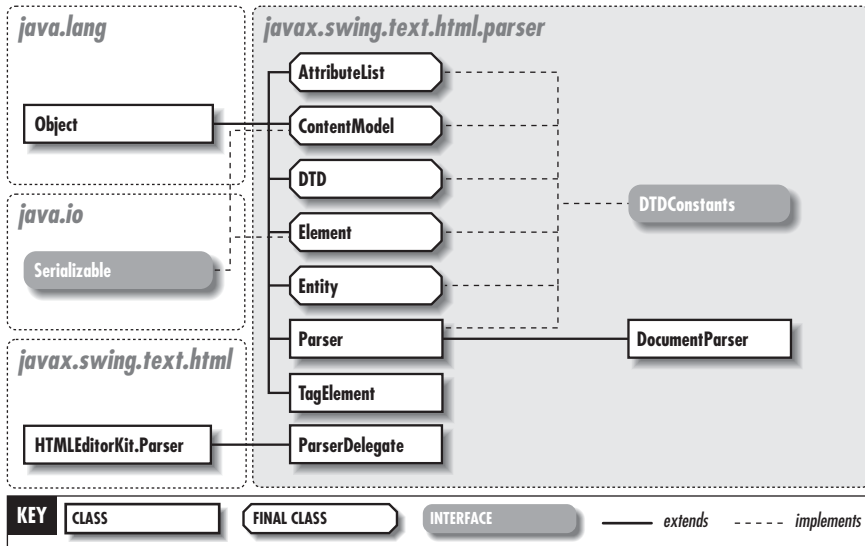 java.lang
Object
java.io
Serializable
javax.swing.text.html
HTMLEditorKit.Parser
javax.swing.text.html.parser
AttributeList
ContentModel
DTD
Element
Entity
Parser
TagElement
ParserDelegate
DTDConstants
DocumentParser
KEY
CLASS
FINAL CLASS
INTERFACE
extends
implements